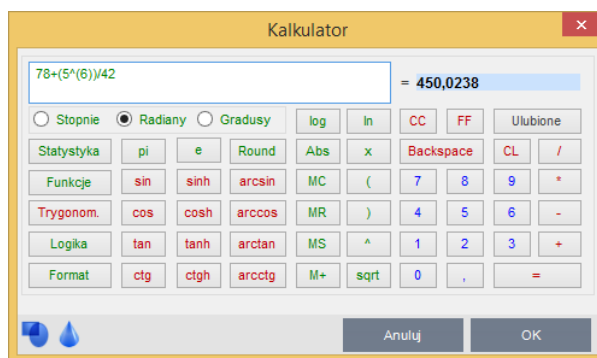 Kalkulator
×
78+(5^(6))/42
= 450,0238
Stopnie Radiany Gradusy log ln CC FF Ulubione
Statystyka pi e Round Abs x Backspace CL /
Funkcje sin sinh arcsin MC ( 7 8 9 *
Trygonom. cos cosh arccos MR ) 4 5 6 -
Logika tan tanh arctan MS ^ 1 2 3 +
Format ctg ctgh arcctg M+ sqrt 0 , =
Anuluj OK